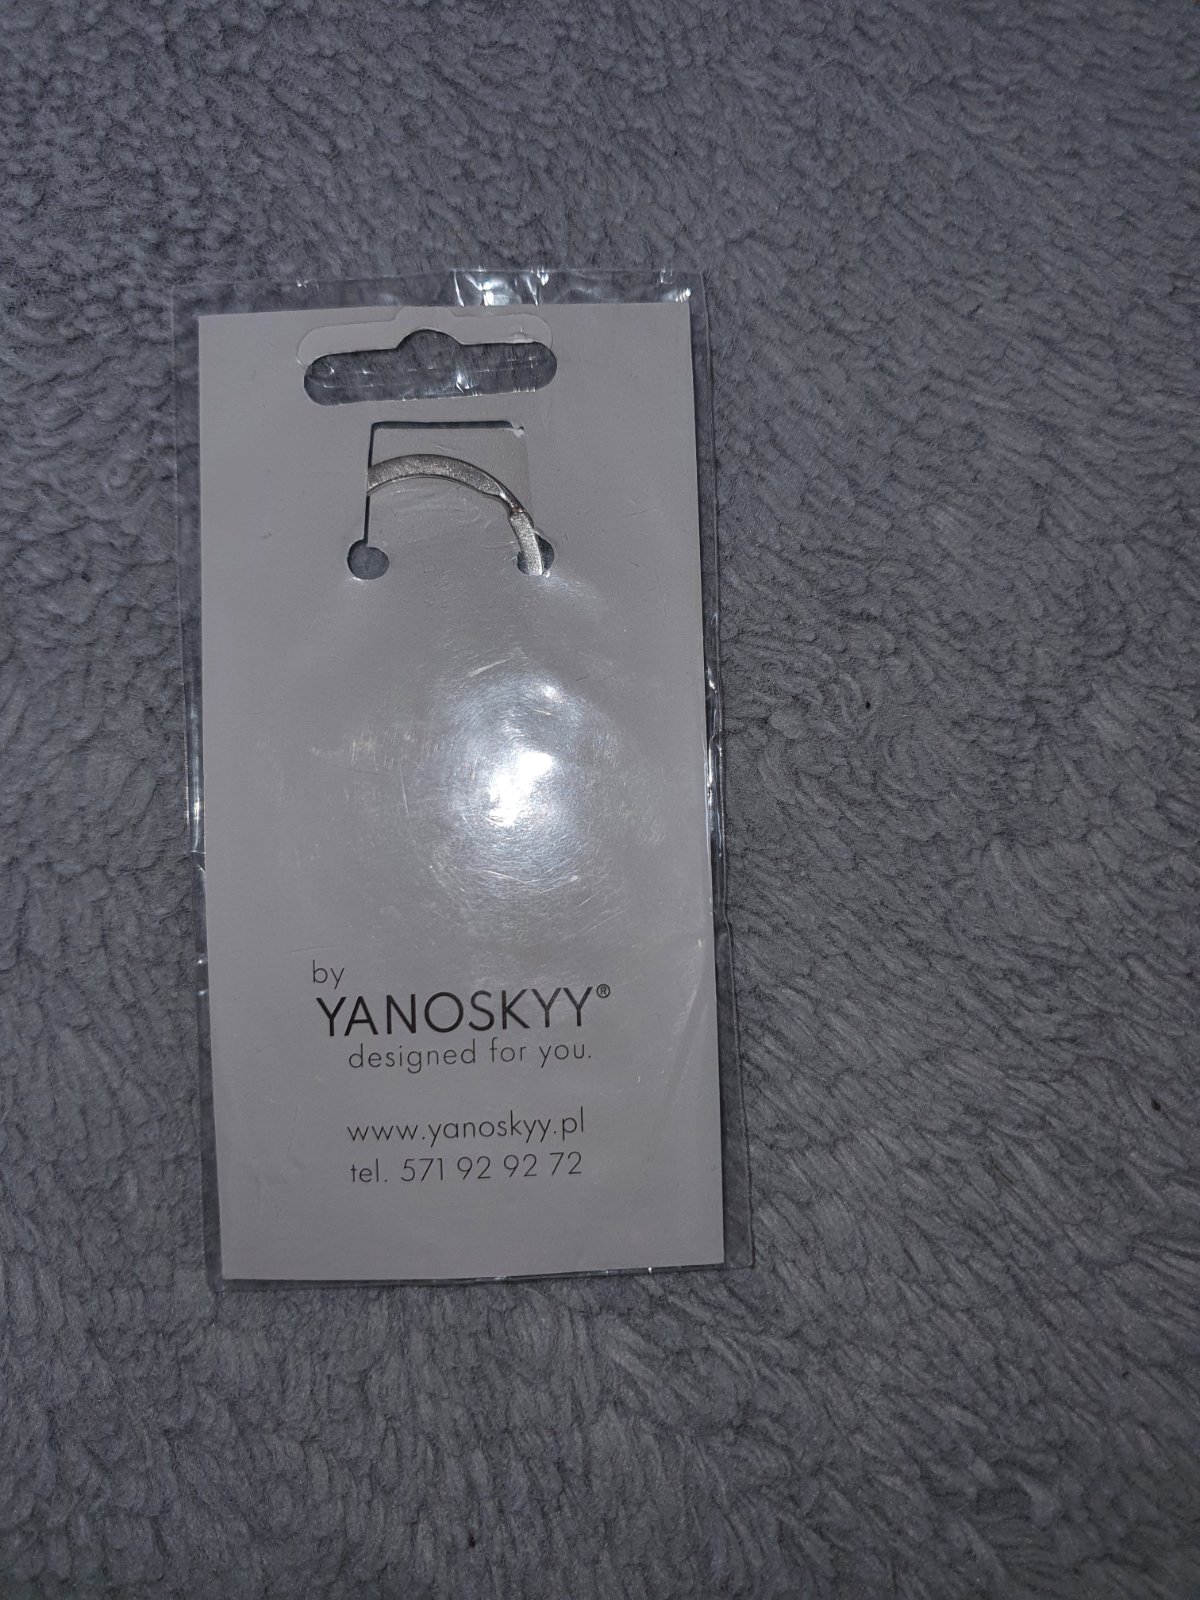 by
YANOSKYY®
designed for you.
www.yanoskyy.pl
tel. 571 92 92 72